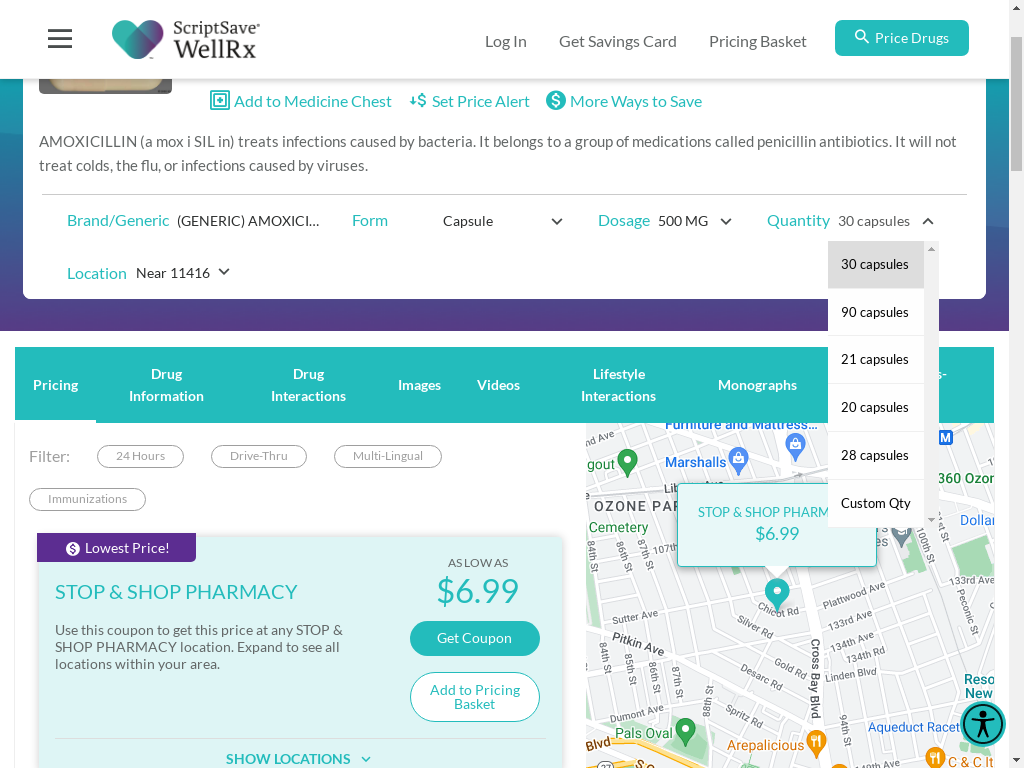 ScriptSave®
WellRx
Log In
Get Savings Card
Pricing Basket
Price Drugs
Add to Medicine Chest
Set Price Alert
More Ways to Save
AMOXICILLIN (a mox i SIL in) treats infections caused by bacteria. It belongs to a group of medications called penicillin antibiotics. It will not
treat colds, the flu, or infections caused by viruses.
Brand/Generic (GENERIC) AMOXICI...
Form Capsule
Dosage 500 MG
Quantity 30 capsules
Location Near 11416
30 capsules
90 capsules
21 capsules
20 capsules
28 capsules
Custom Qty
Pricing
Drug
Information
Drug
Interactions
Images
Videos
Lifestyle
Interactions
Monographs
Filter:
24 Hours
Drive-Thru
Multi-Lingual
Immunizations
Lowest Price!
STOP & SHOP PHARMACY
Use this coupon to get this price at any STOP &
SHOP PHARMACY location. Expand to see all
locations within your area.
AS LOW AS
$6.99
Get Coupon
Add to Pricing
Basket
SHOW LOCATIONS
Furniture and Mattress...
nd Ave
gout
Marshalls
M
OZONE PAR
360 Ozon
Cemetery
STOP & SHOP PHARM
$6.99
Dollar
es
84th St
85th St
107th
100th St
133rd Ave
Plattwood Ave
Peconic St
Chicot Rd
Sutter Ave
Silver Rd
133rd Ave
134th Ave
134th Rd
Pitkin Ave
Gold Rd
Linden Blvd
Desarc Rd
84th St
85th St
86th St
87th St
88th St
Cross Bay Blvd
Reso
New
Dumont Ave
Spritz Rd
94th St
Aqueduct Racet
Pals Oval
Arepalicious
Blvd
C & C It